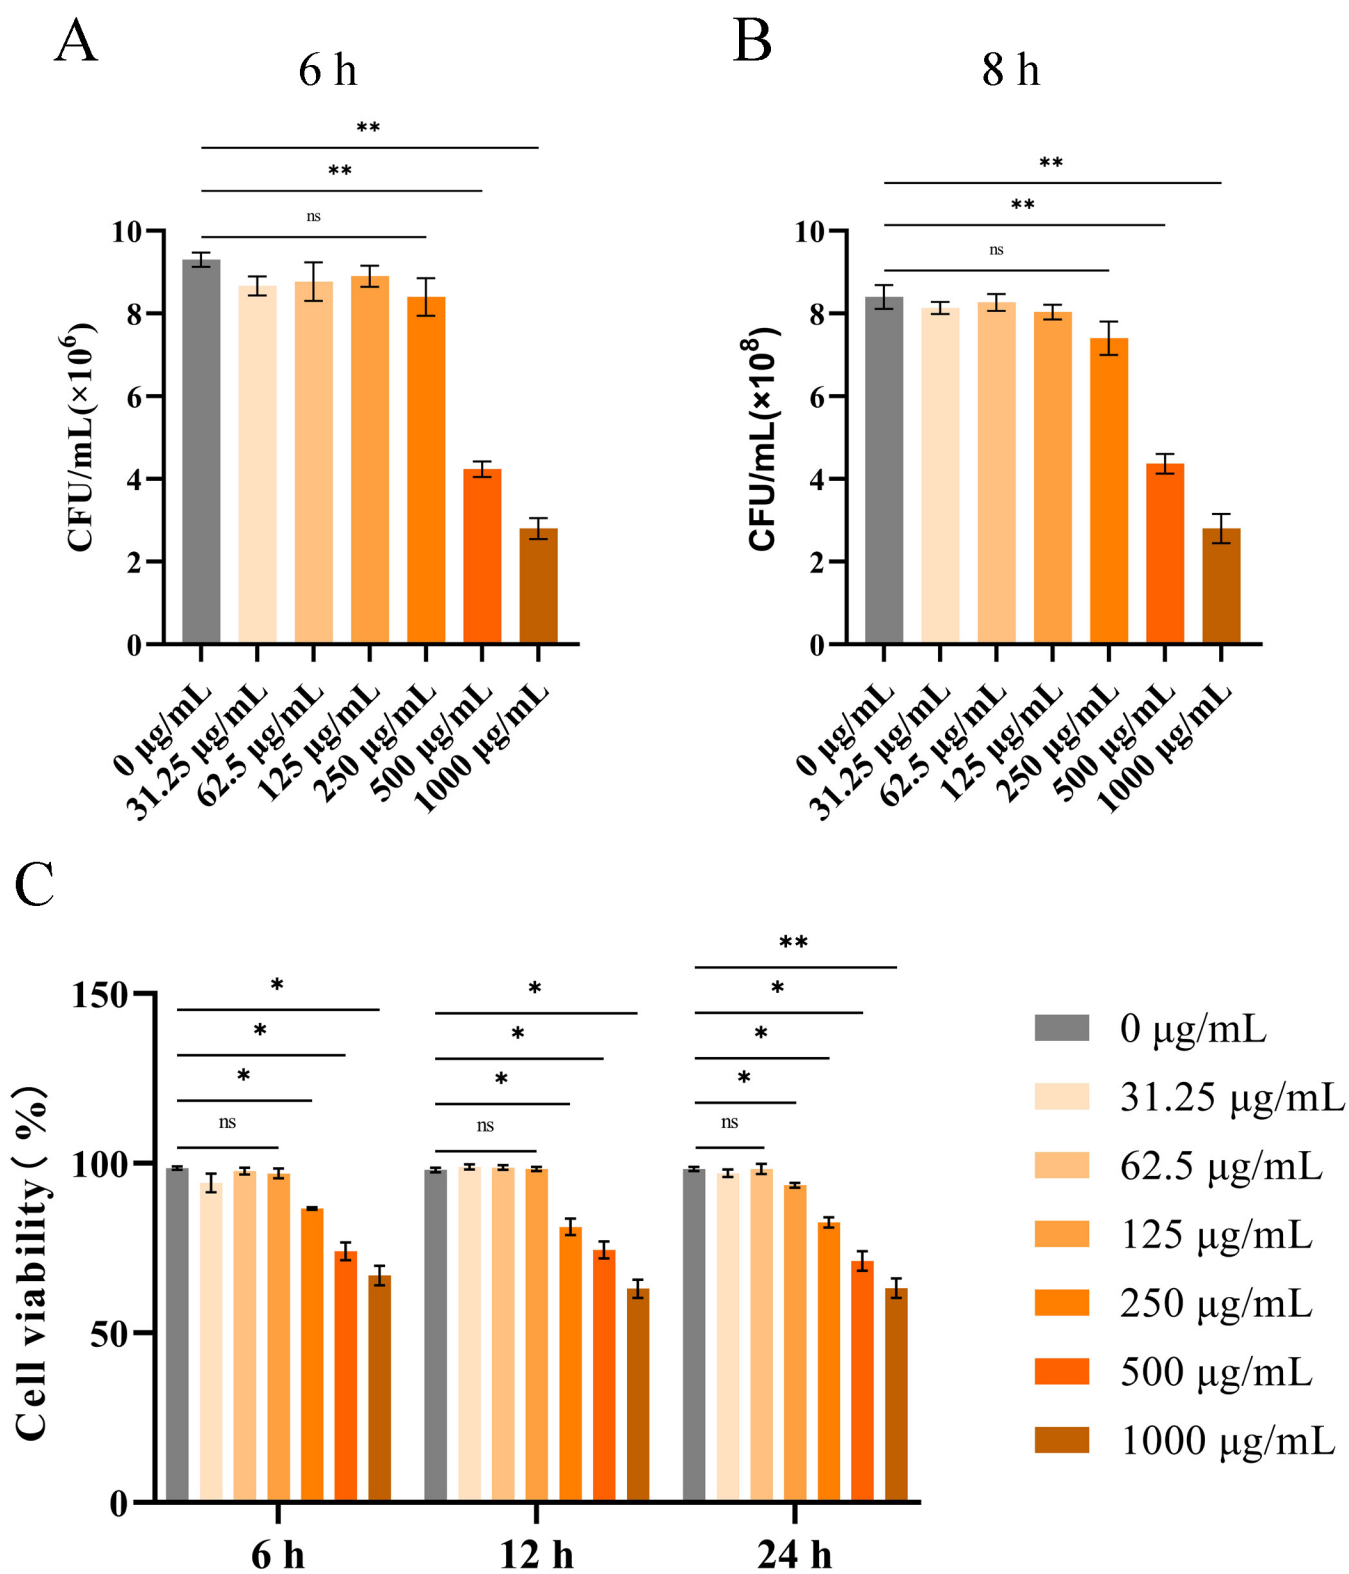 A
6 h
**
**
ns
10
8
6
4
2
0
CFU/mL(×10⁶)
0 μg/mL
31.25 μg/mL
62.5 μg/mL
125 μg/mL
250 μg/mL
500 μg/mL
1000 μg/mL
B
8 h
**
**
ns
10
8
6
4
2
0
CFU/mL(×10⁸)
0 μg/mL
31.25 μg/mL
62.5 μg/mL
125 μg/mL
250 μg/mL
500 μg/mL
1000 μg/mL
C
Cell viability( %)
150
100
50
0
*
*
*
ns
*
*
*
ns
**
*
*
*
ns
6 h
12 h
24 h
0 μg/mL
31.25 μg/mL
62.5 μg/mL
125 μg/mL
250 μg/mL
500 μg/mL
1000 μg/mL